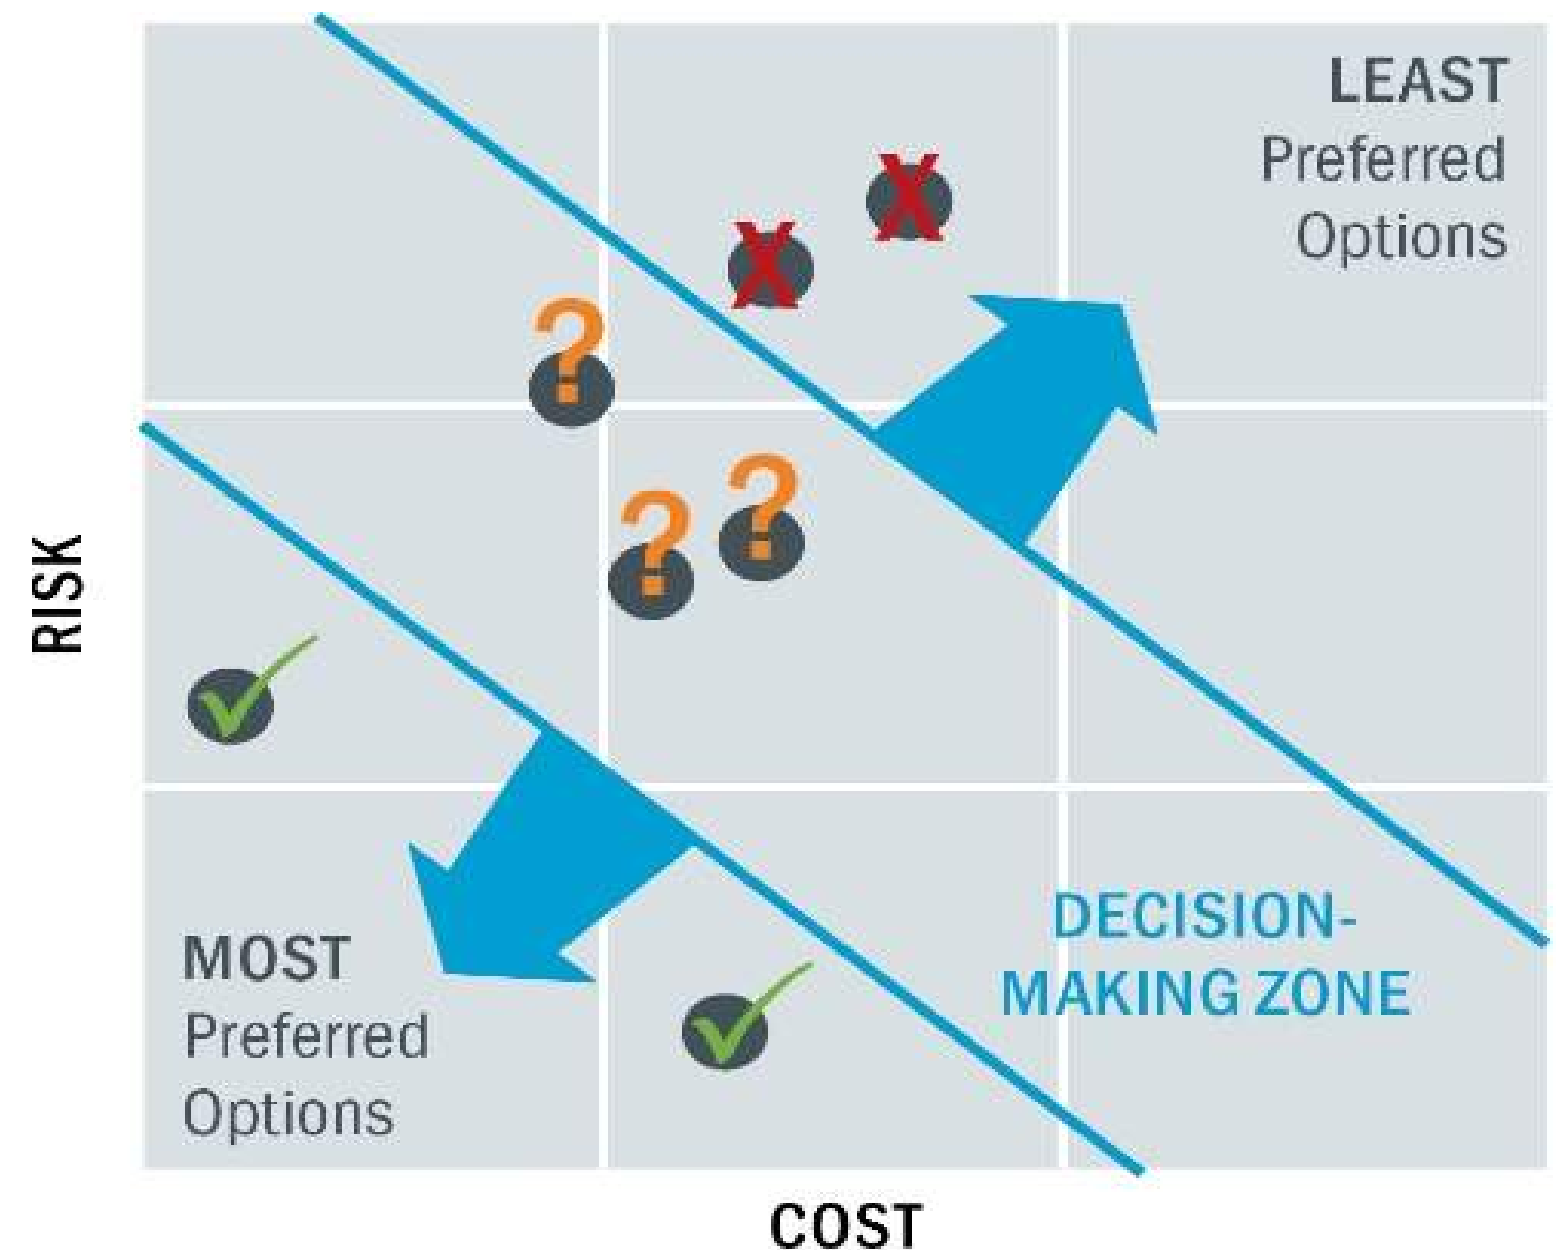 LEAST
Preferred
Options
?
?
?
RISK
DECISION-
MAKING ZONE
MOST
Preferred
Options
COST